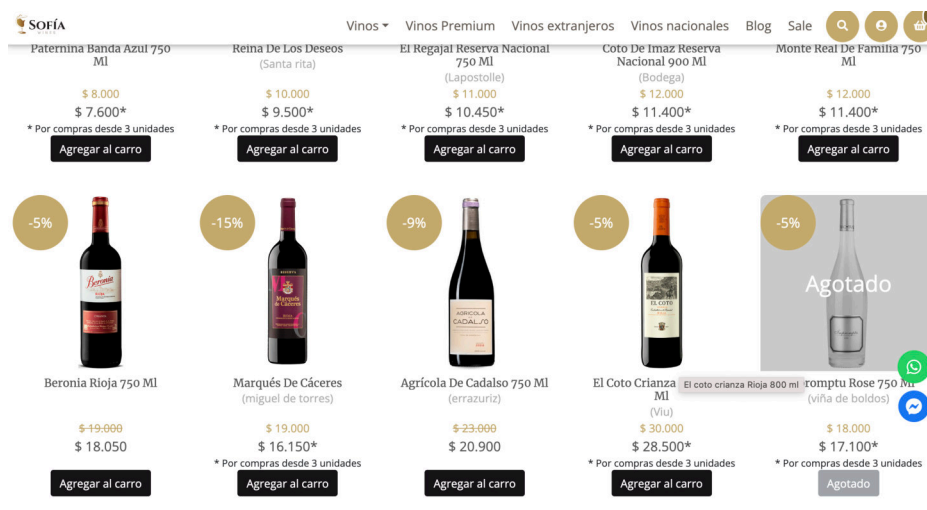 SOFÍA
WINES
Vinos Vinos Premium Vinos extranjeros Vinos nacionales Blog Sale
Paternina Banda Azul 750
Ml
$ 8.000
$ 7.600*
* Por compras desde 3 unidades
Agregar al carro
Reina De Los Deseos
(Santa rita)
$ 10.000
$ 9.500*
* Por compras desde 3 unidades
Agregar al carro
El Regajal Reserva Nacional
750 Ml
(Lapostolle)
$ 11.000
$ 10.450*
* Por compras desde 3 unidades
Agregar al carro
Coto De Imaz Reserva
Nacional 900 Ml
(Bodega)
$ 12.000
$ 11.400*
* Por compras desde 3 unidades
Agregar al carro
Monte Real De Familia 750
Ml
$ 12.000
$ 11.400*
* Por compras desde 3 unidades
Agregar al carro
-5%
Beronia
Beronia Rioja 750 Ml
$ 19.000
$ 18.050
Agregar al carro
-15%
RESERVA
Marqués
de Cáceres
Marqués De Cáceres
(miguel de torres)
$ 19.000
$ 16.150*
* Por compras desde 3 unidades
Agregar al carro
-9%
AGRICOLA
CADALSO
Agrícola De Cadalso 750 Ml
(errazuriz)
$ 23.000
$ 20.900
Agregar al carro
-5%
EL COTO
El Coto Crianza
Ml
(Viu)
$ 30.000
$ 28.500*
* Por compras desde 3 unidades
Agregar al carro
El coto crianza Rioja 800 ml
-5%
Agotado
romptu Rose 750 Ml
(viña de boldos)
$ 18.000
$ 17.100*
* Por compras desde 3 unidades
Agotado